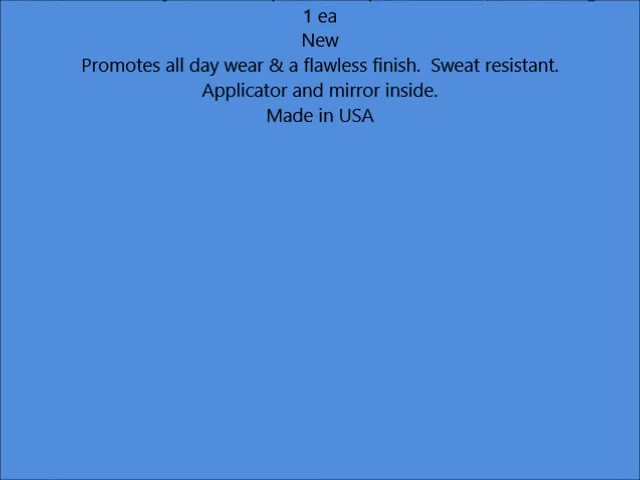 1 ea
New
Promotes all day wear & a flawless finish.  Sweat resistant.
Applicator and mirror inside.
Made in USA